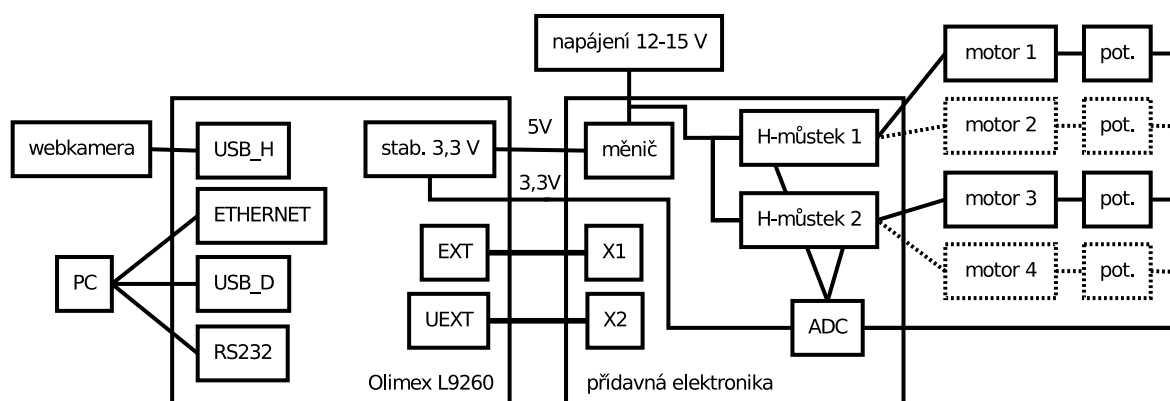 napájení 12-15 V
motor 1
pot.
motor 2
pot.
webkamera
USB_H
stab. 3,3 V
5V
měnič
H-můstek 1
3,3V
ETHERNET
H-můstek 2
motor 3
pot.
EXT
X1
motor 4
pot.
PC
USB_D
UEXT
X2
ADC
RS232
Olimex L9260
přídavná elektronika